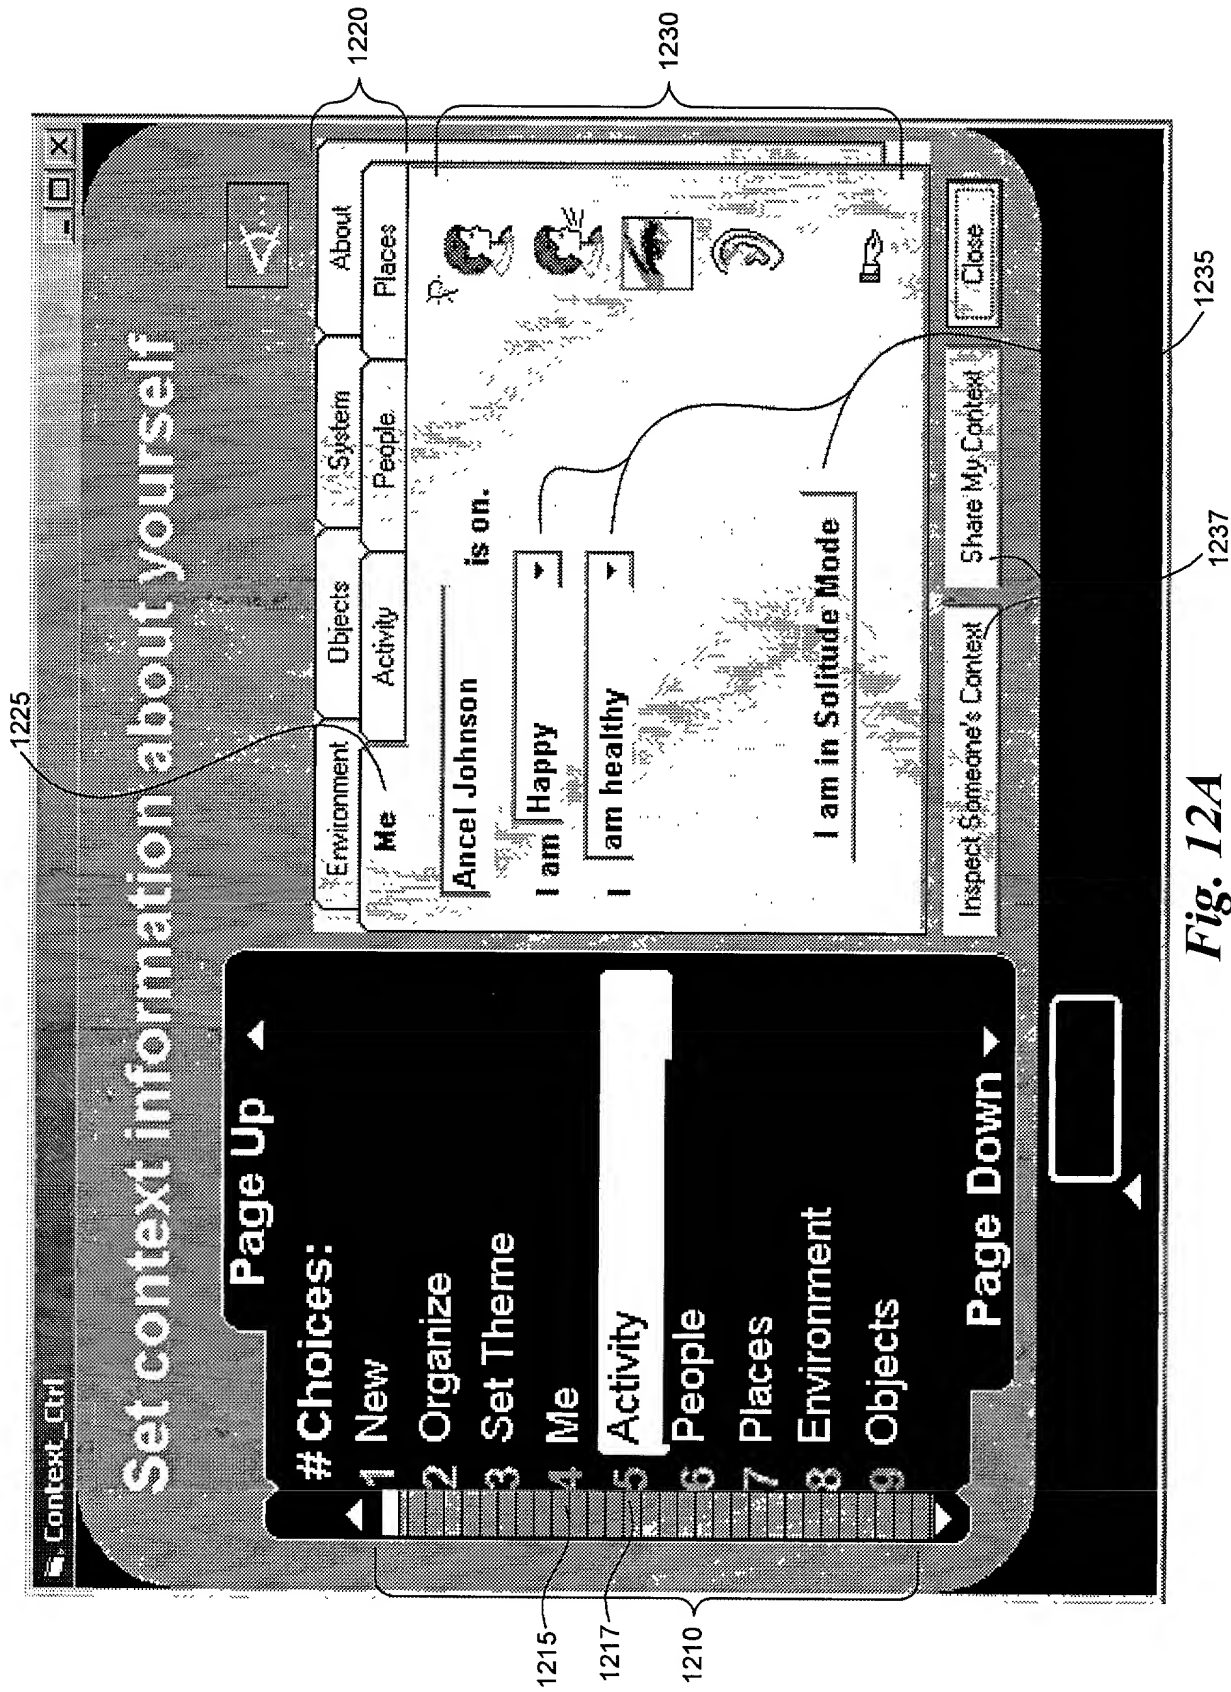 Context_Ctrl
Set context information about yourself
Page Up
# Choices:
1 New
2 Organize
3 Set Theme
4 Me
5 Activity
6 People
7 Places
8 Environment
9 Objects
Page Down
Environment Objects System About
Me Activity People Places
Ancel Johnson is on.
I am Happy
I am healthy
I am in Solitude Mode
Inspect Someone's Context Share My Context Close
1210
1215
1217
1220
1225
1230
1235
1237
Fig. 12A